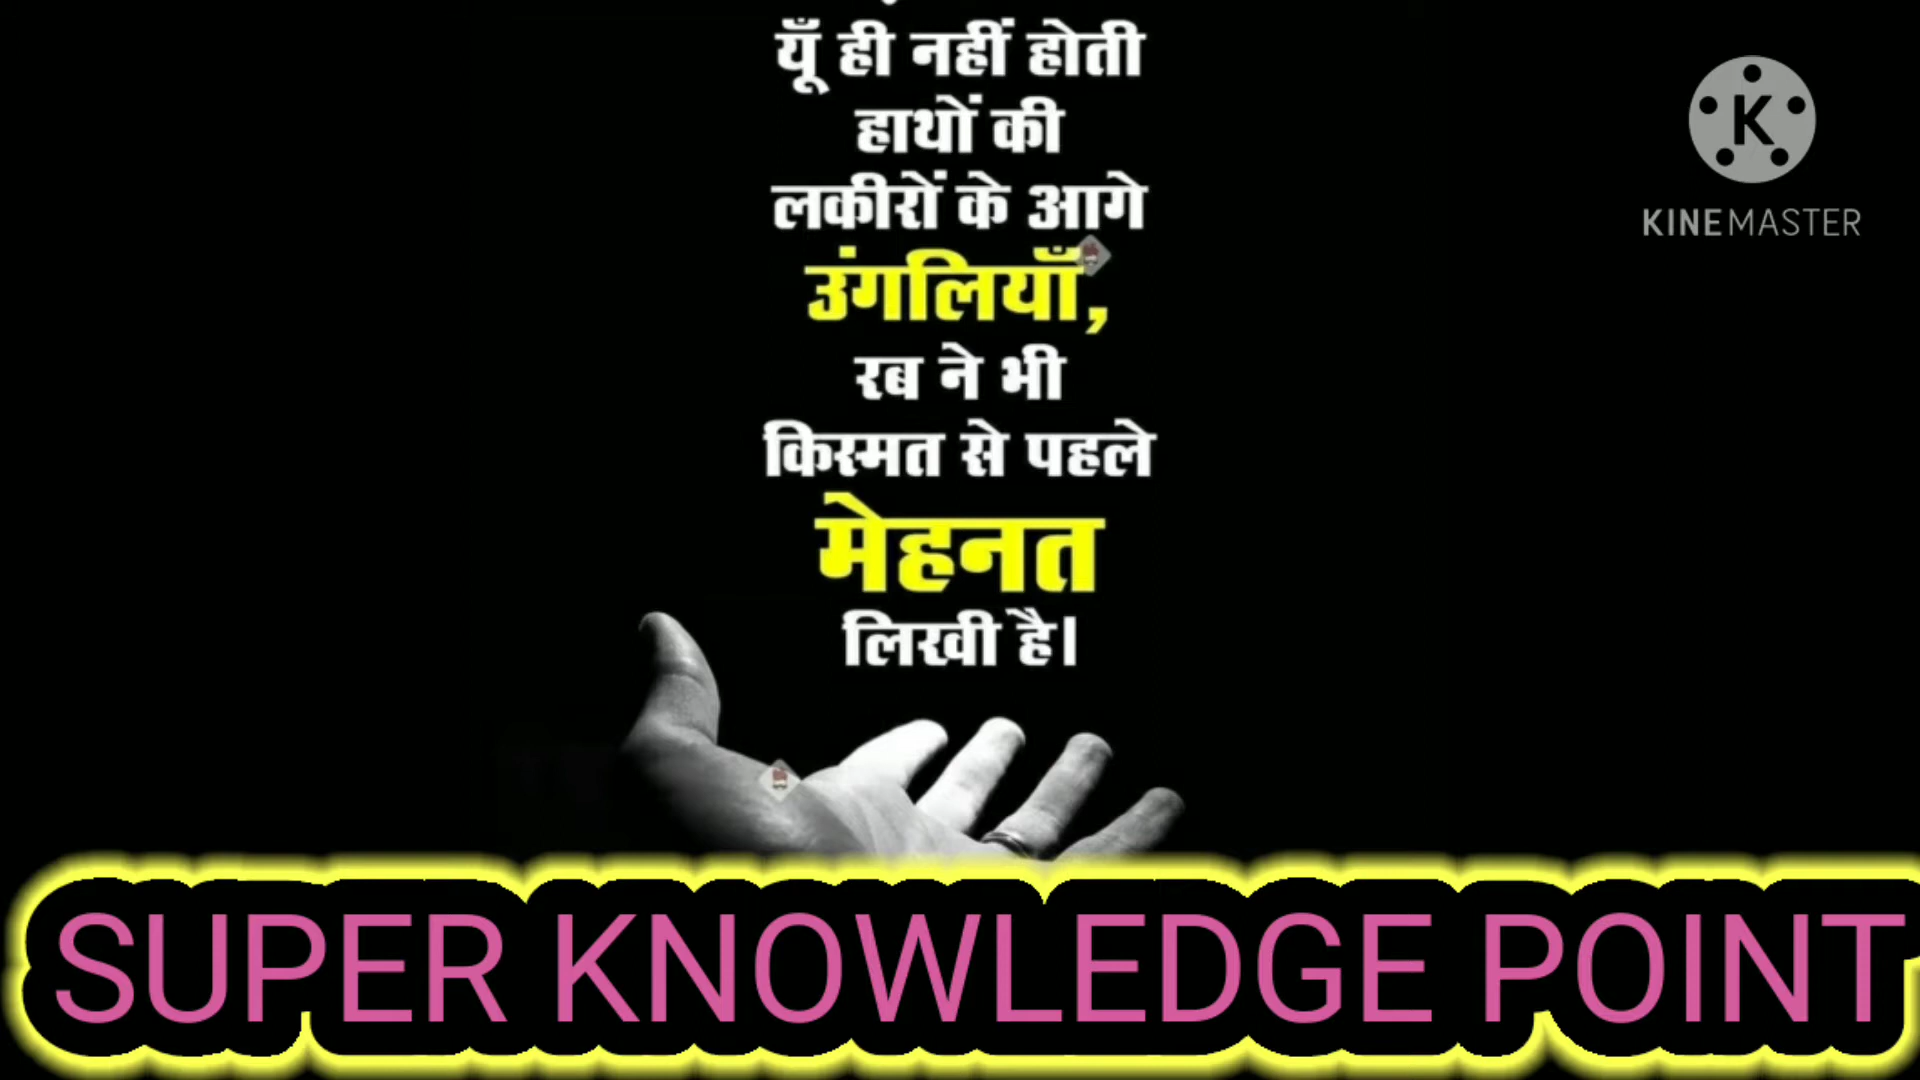 यूँ ही नहीं होती
हाथों की
लकीरों के आगे
उंगलियाँ,
रब ने भी
किस्मत से पहले
मेहनत
लिखी है।
K
KINEMASTER
SUPER KNOWLEDGE POINT